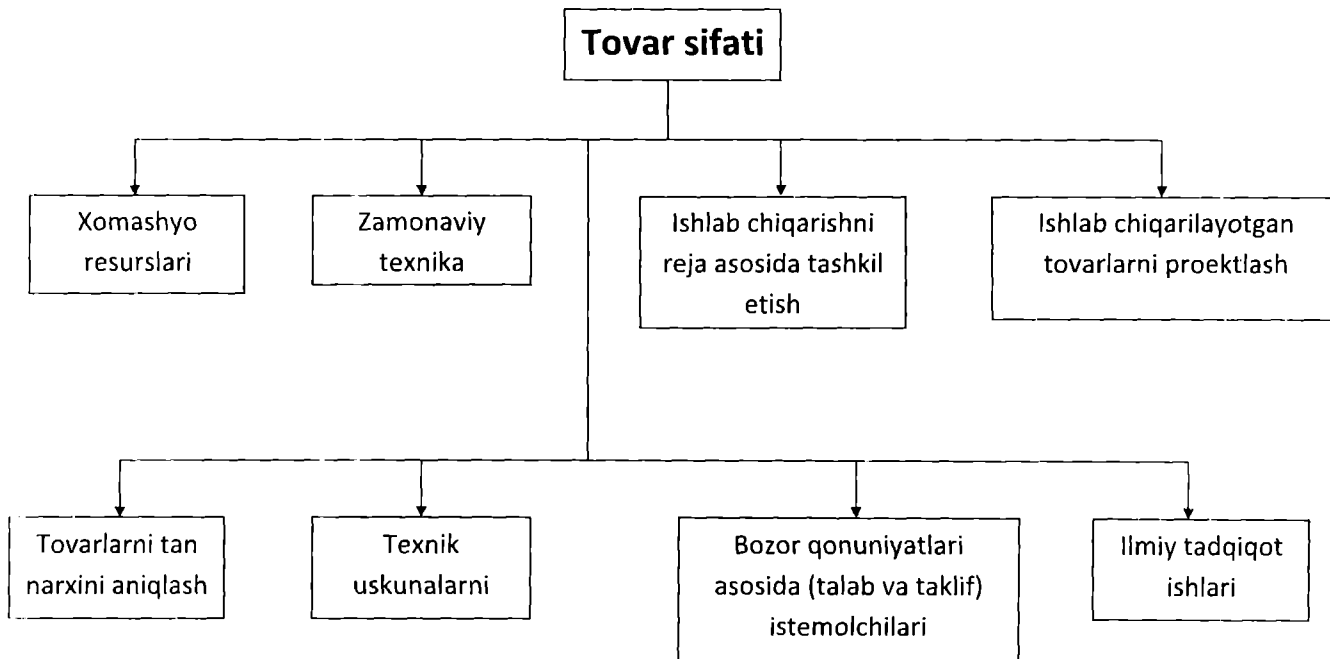 Tovar sifati
Xomashyo
resurslari
Zamonaviy
texnika
Ishlab chiqarishni
reja asosida tashkil
etish
Ishlab chiqarilayotgan
tovarlarni proektlash
Tovarlarni tan
narxini aniqlash
Texnik
uskunalarni
Bozor qonuniyatlari
asosida (talab va taklif)
istemolchilari
Ilmiy tadqiqot
ishlari